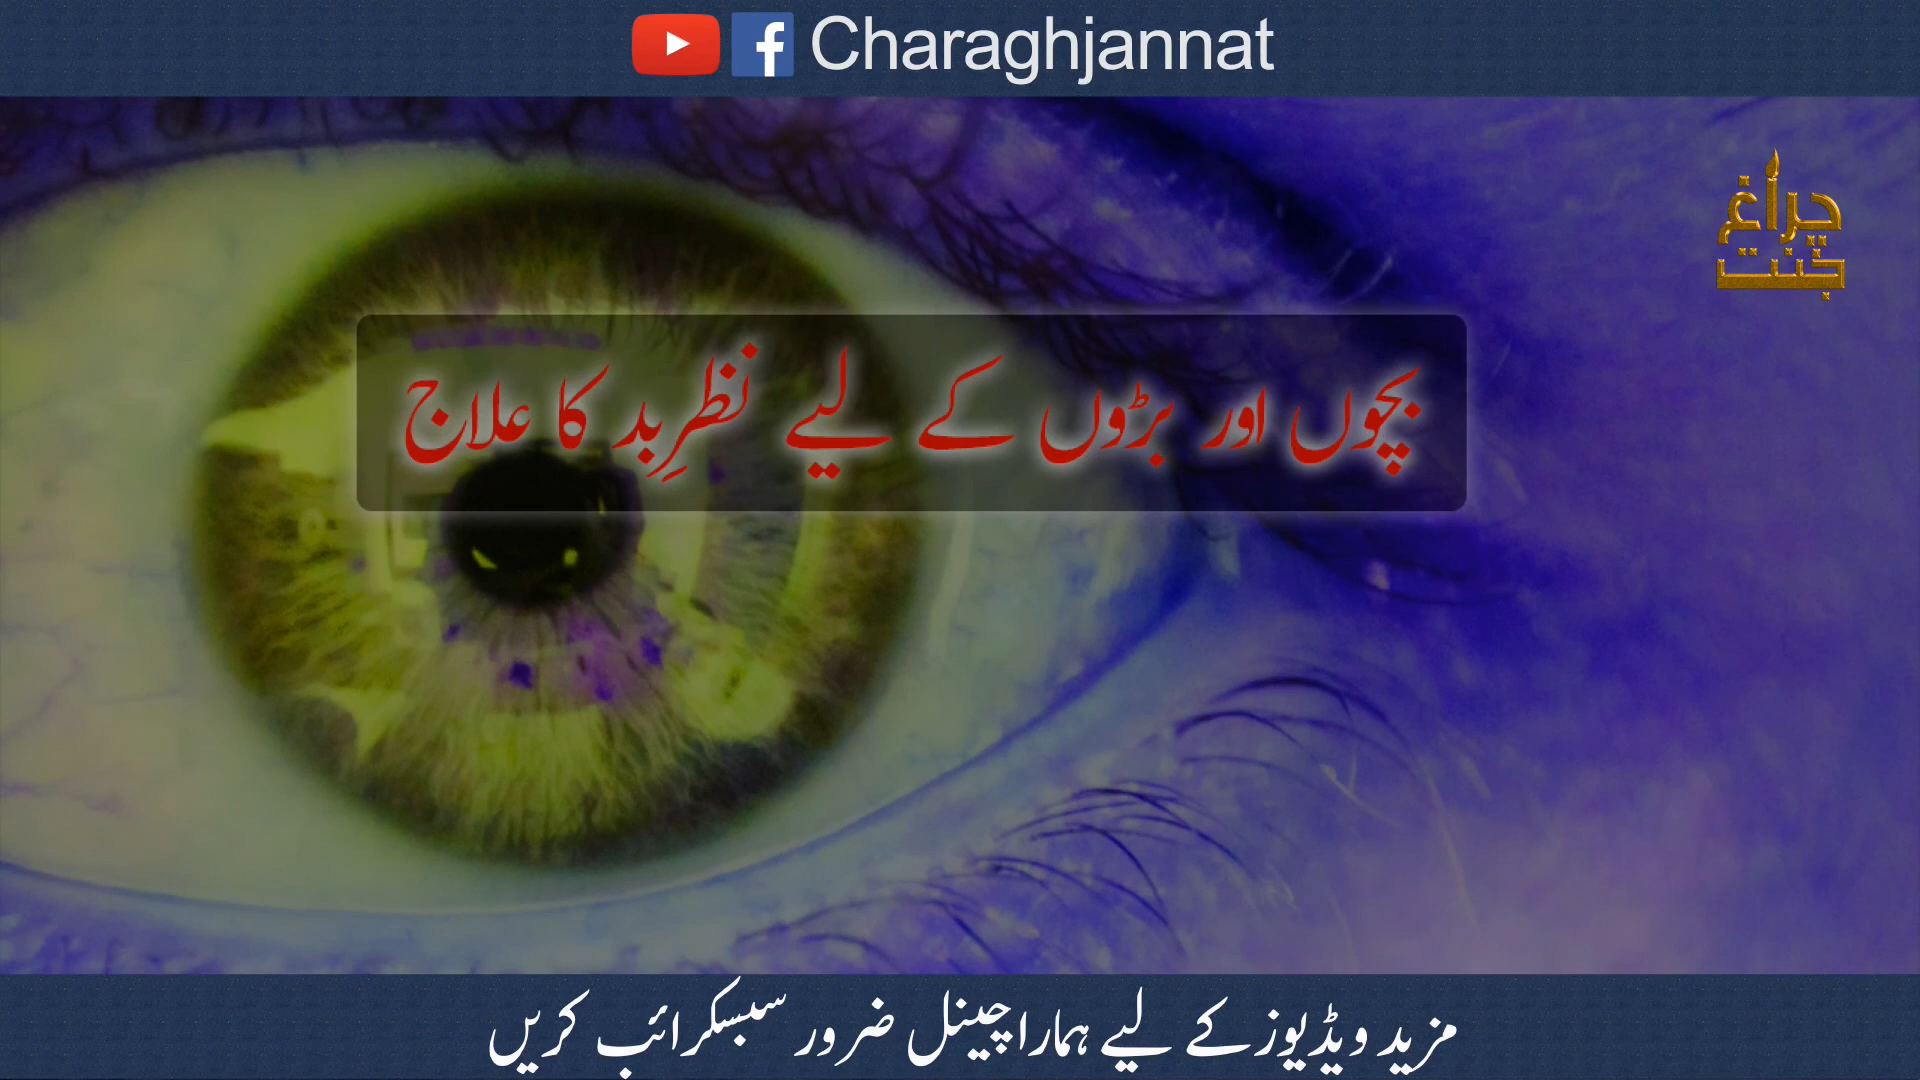 Charaghjannat
چراغ
جنت
بچوں اور بڑوں کے لیے نظرِ بد کا علاج
مزید ویڈیوز کے لیے ہمارا چینل ضرور سبسکرائب کریں